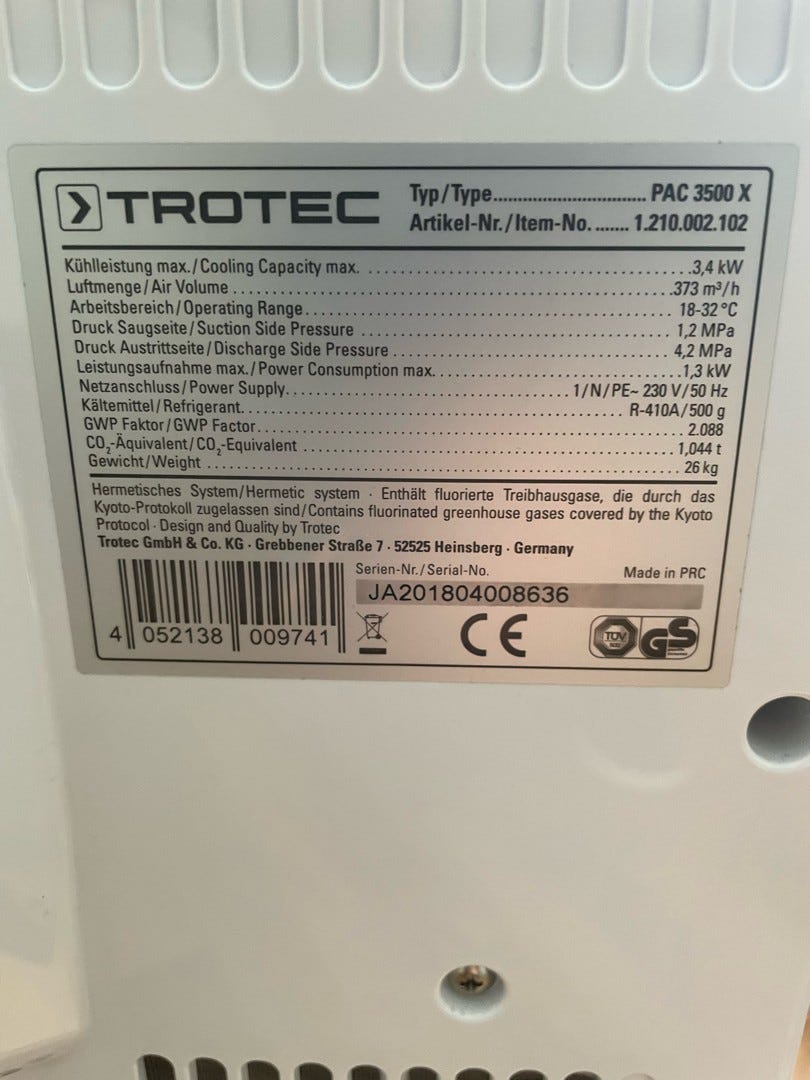 TROTEC
Typ/Type............................... PAC 3500 X
Artikel-Nr./Item-No. ....... 1.210.002.102
Kühlleistung max./Cooling Capacity max. ........................................3,4 kW
Luftmenge/Air Volume ........................................................373 m³/h
Arbeitsbereich/Operating Range................................................ 18-32 °C
Druck Saugseite/Suction Side Pressure ........................................ 1,2 MPa
Druck Austrittseite/Discharge Side Pressure ................................... 4,2 MPa
Leistungsaufnahme max./Power Consumption max. ...............................1,3 kW
Netzanschluss/Power Supply.................................... 1/N/PE~ 230 V/50 Hz
Kältemittel/Refrigerant................................................ R-410A/500 g
GWP Faktor/GWP Factor........................................................ 2.088
CO₂-Äquivalent/CO₂-Equivalent ................................................ 1,044 t
Gewicht/Weight .............................................................. 26 kg
Hermetisches System/Hermetic system · Enthält fluorierte Treibhausgase, die durch das
Kyoto-Protokoll zugelassen sind/Contains fluorinated greenhouse gases covered by the Kyoto
Protocol · Design and Quality by Trotec
Trotec GmbH & Co. KG · Grebbener Straße 7 · 52525 Heinsberg · Germany
Serien-Nr./Serial-No. Made in PRC
JA201804008636
4 052138 009741
CE
TÜV
GS